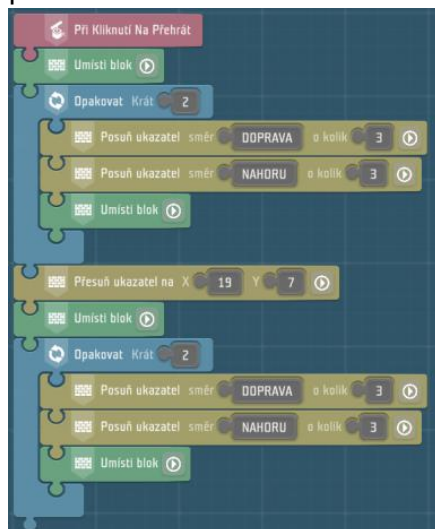 Při Kliknutí Na Přehrát
Umísti blok
Opakovat Krát 2
Posuň ukazatel směr DOPRAVA o kolik 3
Posuň ukazatel směr NAHORU o kolik 3
Umísti blok
Přesuň ukazatel na X 19 Y 7
Umísti blok
Opakovat Krát 2
Posuň ukazatel směr DOPRAVA o kolik 3
Posuň ukazatel směr NAHORU o kolik 3
Umísti blok